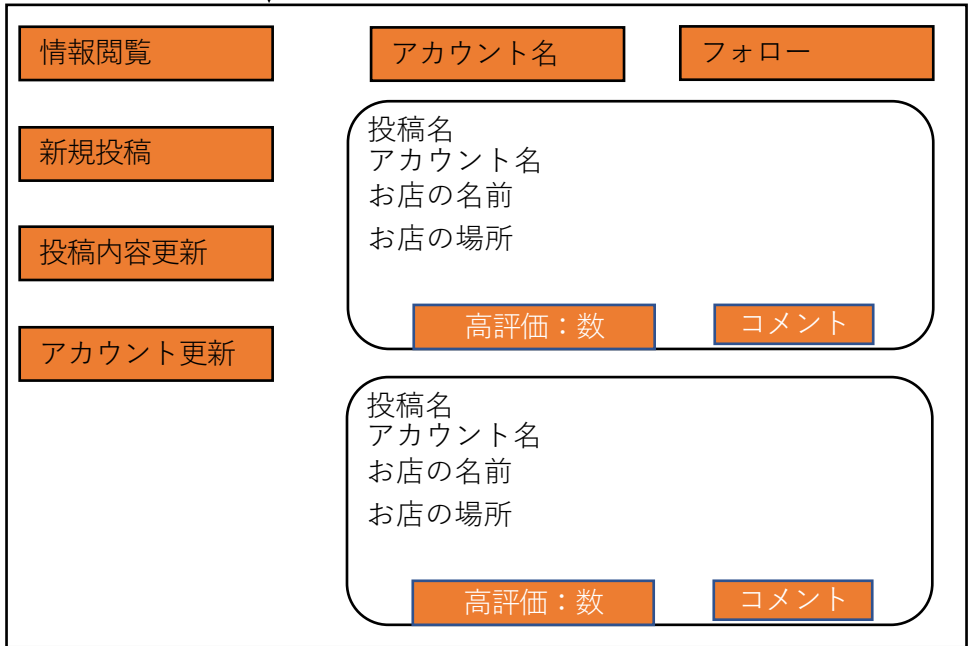 情報閲覧
新規投稿
投稿内容更新
アカウント更新
アカウント名
フォロー
投稿名
アカウント名
お店の名前
お店の場所
高評価：数
コメント
投稿名
アカウント名
お店の名前
お店の場所
高評価：数
コメント